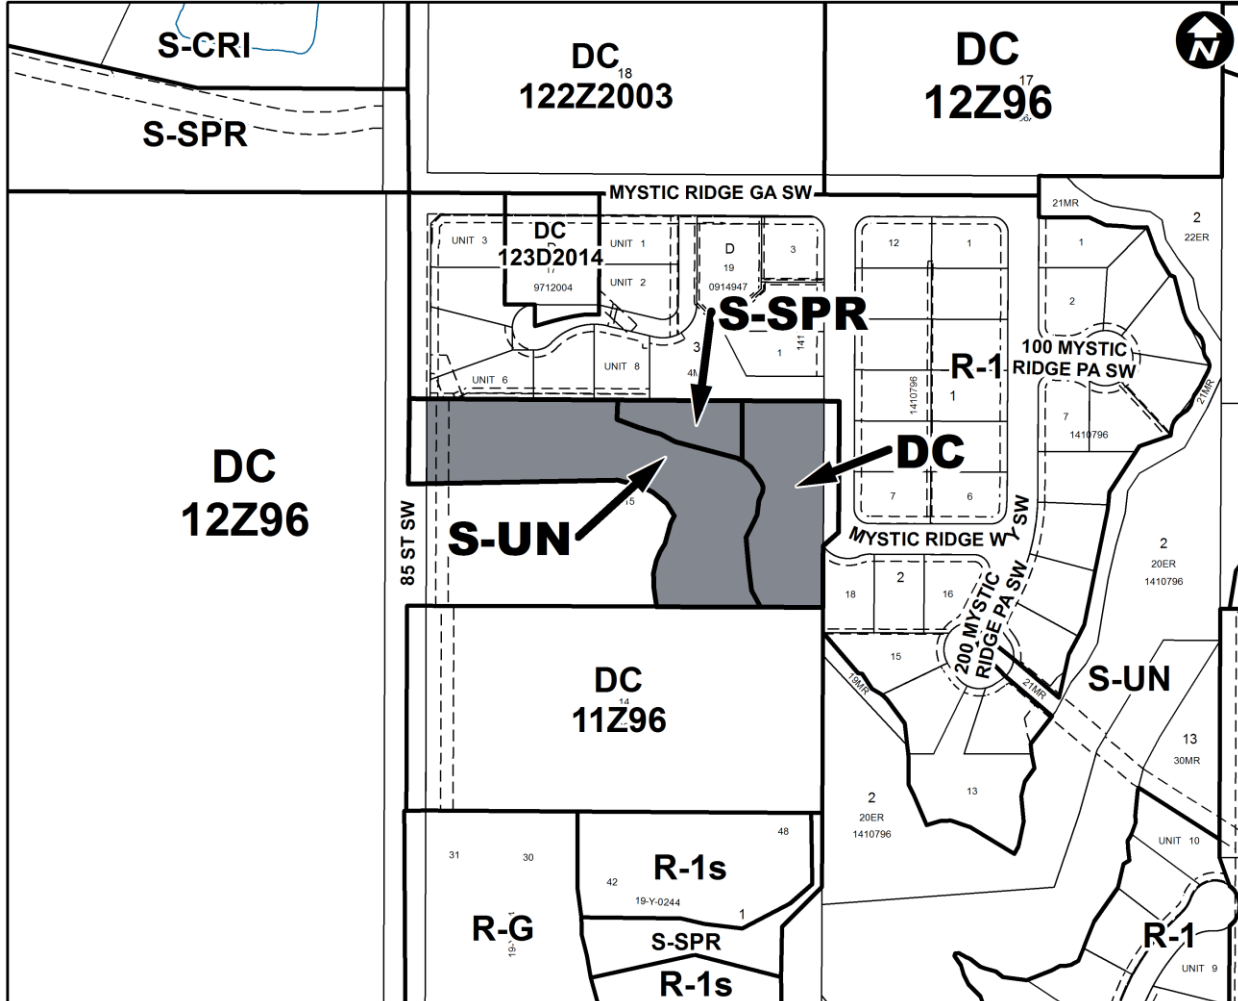 S-CRI
S-SPR
DC
18
122Z2003
DC
17
12Z96
N
MYSTIC RIDGE GA SW
21MR
2
22ER
UNIT 3
DC
123D2014
17
9712004
UNIT 1
UNIT 2
D
19
0914947
3
12
1
1
2
S-SPR
3
1
UNIT 6
UNIT 8
R-1
100 MYSTIC
RIDGE PA SW
1410796
1
21MR
7
1410796
DC
12Z96
DC
85 ST SW
15
S-UN
7
6
MYSTIC RIDGE WY SW
2
20ER
1410796
18
2
16
200 MYSTIC
RIDGE PA SW
15
19MR
21MR
S-UN
DC
14
11Z96
13
30MR
13
2
20ER
1410796
48
31
30
R-1s
42
19-Y-0244
1
UNIT 10
R-G
S-SPR
R-1
R-1s
UNIT 9